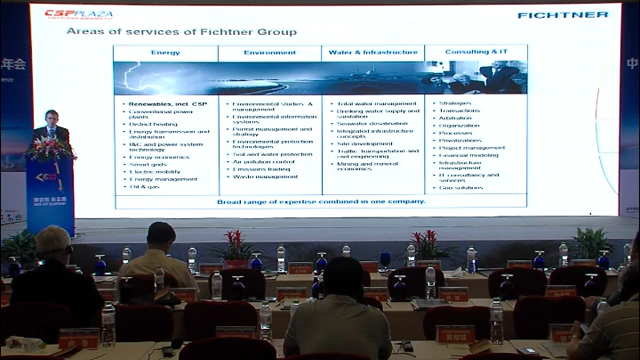 CSPPLAZA
FICHTNER
Areas of services of Fichtner Group
Energy
Environment
Water & Infrastructure
Consulting & IT
• Renewables, incl CSP
• Conventional power
plants
• District heating
• Energy transmission and
distribution
• I&C and power system
technology
• Energy economics
• Smart grids
• Electric mobility
• Energy management
• Oil & gas
• Environmental studies &
management
• Environmental information
systems
• Permit management and
strategy
• Environmental protection
technologies
• Soil and water protection
• Air pollution control
• Emissions trading
• Waste management
• Total water management
• Drinking water supply and
sanitation
• Seawater desalination
• Integrated infrastructure
concepts
• Site development
• Traffic, transportation and
civil engineering
• Mining and mineral
economics
• Strategies
• Transactions
• Arbitration
• Organization
• Processes
• Privatizations
• Project management
• Financial modeling
• Infrastructure
management
• IT consultancy and
services
• Geo solutions
Broad range of expertise combined in one company.
年会
中